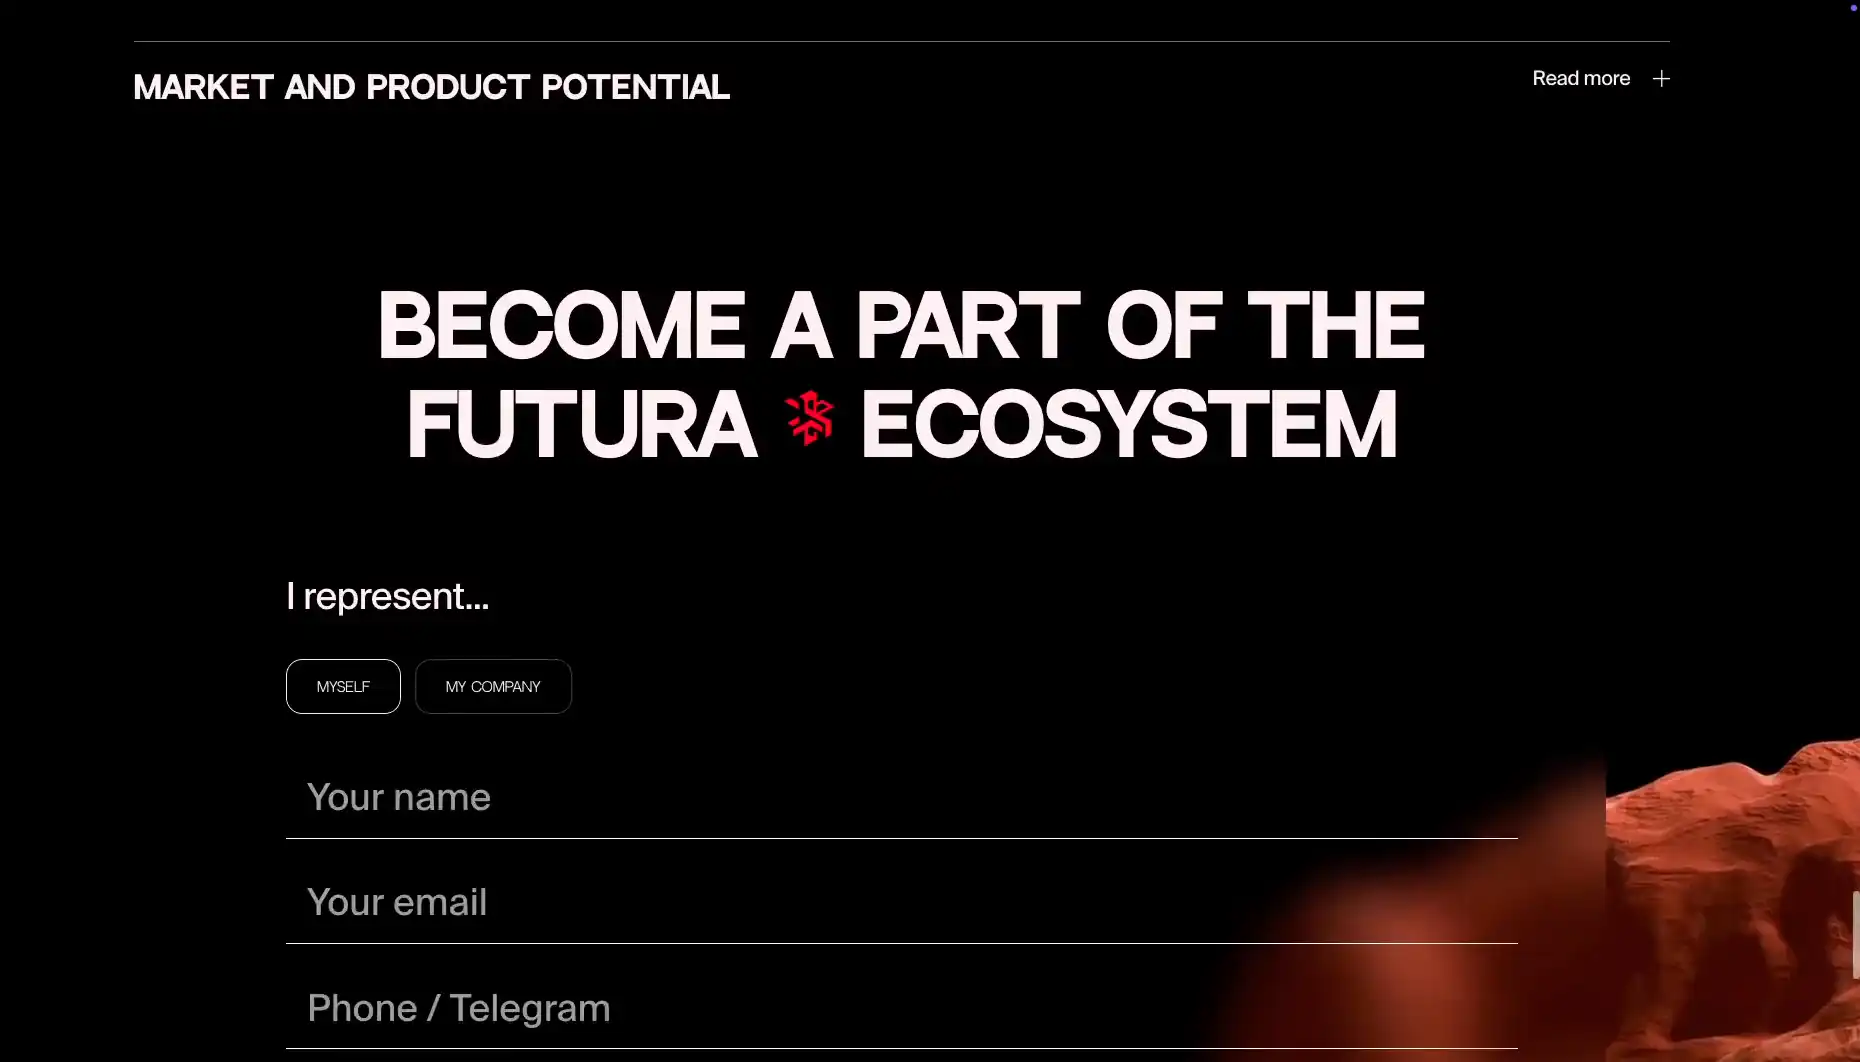 MARKET AND PRODUCT POTENTIAL
Read more
BECOME A PART OF THE
FUTURA ECOSYSTEM
I represent...
MYSELF
MY COMPANY
Your name
Your email
Phone / Telegram